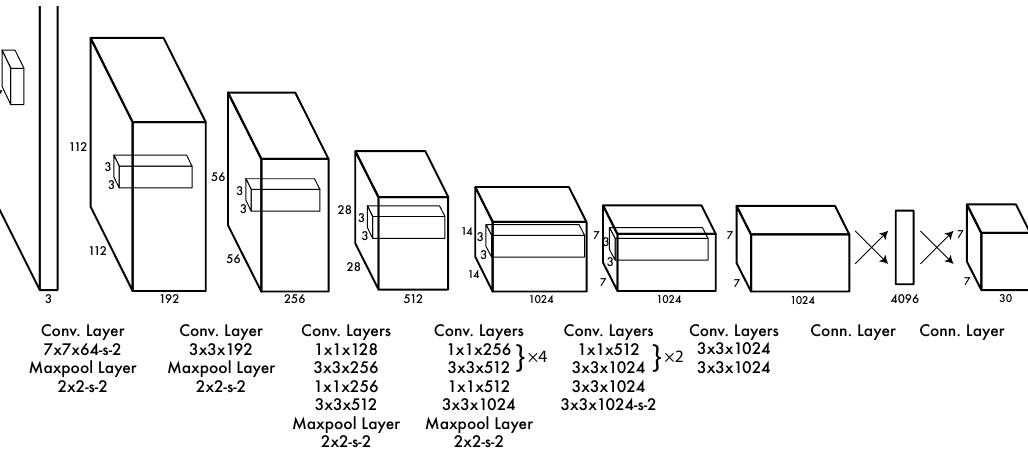 112
3
3
112
192
3
56
3
3
56
256
28
3
3
28
512
14
3
3
14
1024
7
3
3
7
1024
7
7
1024
4096
7
7
30
Conv. Layer
7x7x64-s-2
Maxpool Layer
2x2-s-2
Conv. Layer
3x3x192
Maxpool Layer
2x2-s-2
Conv. Layers
1x1x128
3x3x256
1x1x256
3x3x512
Maxpool Layer
2x2-s-2
Conv. Layers
1x1x256
3x3x512
}×4
1x1x512
3x3x1024
Maxpool Layer
2x2-s-2
Conv. Layers
1x1x512
3x3x1024
}×2
3x3x1024
3x3x1024-s-2
Conv. Layers
3x3x1024
3x3x1024
Conn. Layer
Conn. Layer